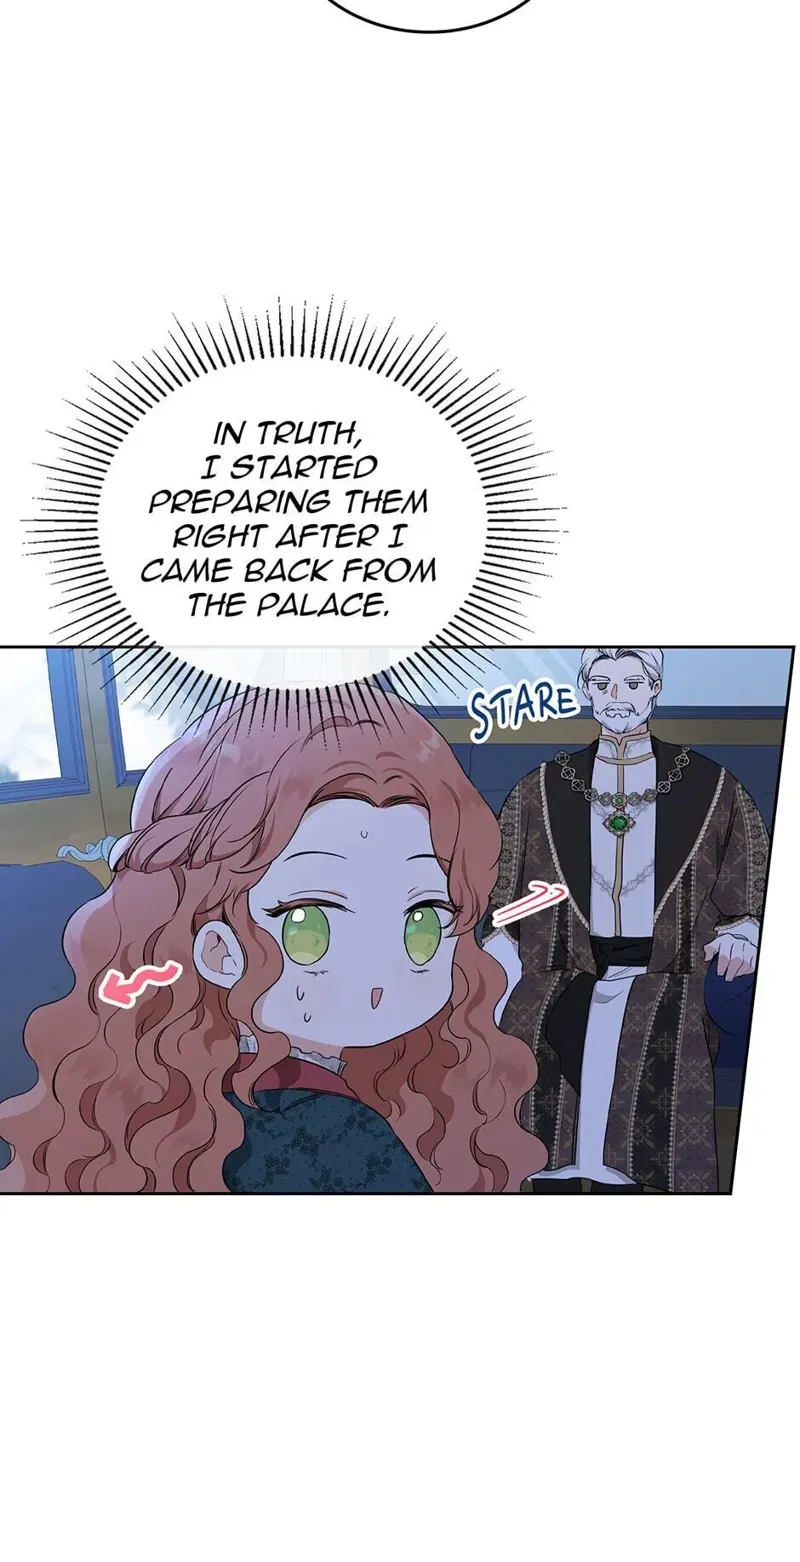 IN TRUTH,
I STARTED
PREPARING THEM
RIGHT AFTER I
CAME BACK FROM
THE PALACE.
STARE